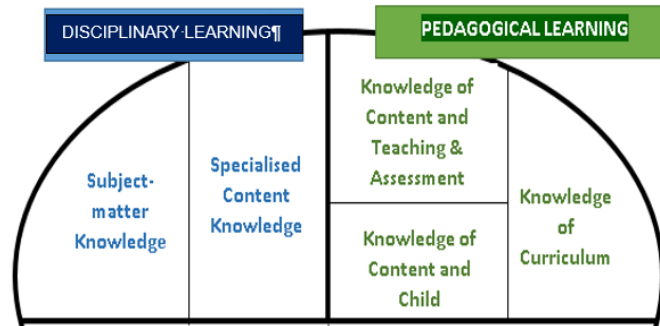 DISCIPLINARY·LEARNING¶
PEDAGOGICAL LEARNING
Subject-
matter
Knowledge
Specialised
Content
Knowledge
Knowledge of
Content and
Teaching &
Assessment
Knowledge of
Content and
Child
Knowledge
of
Curriculum